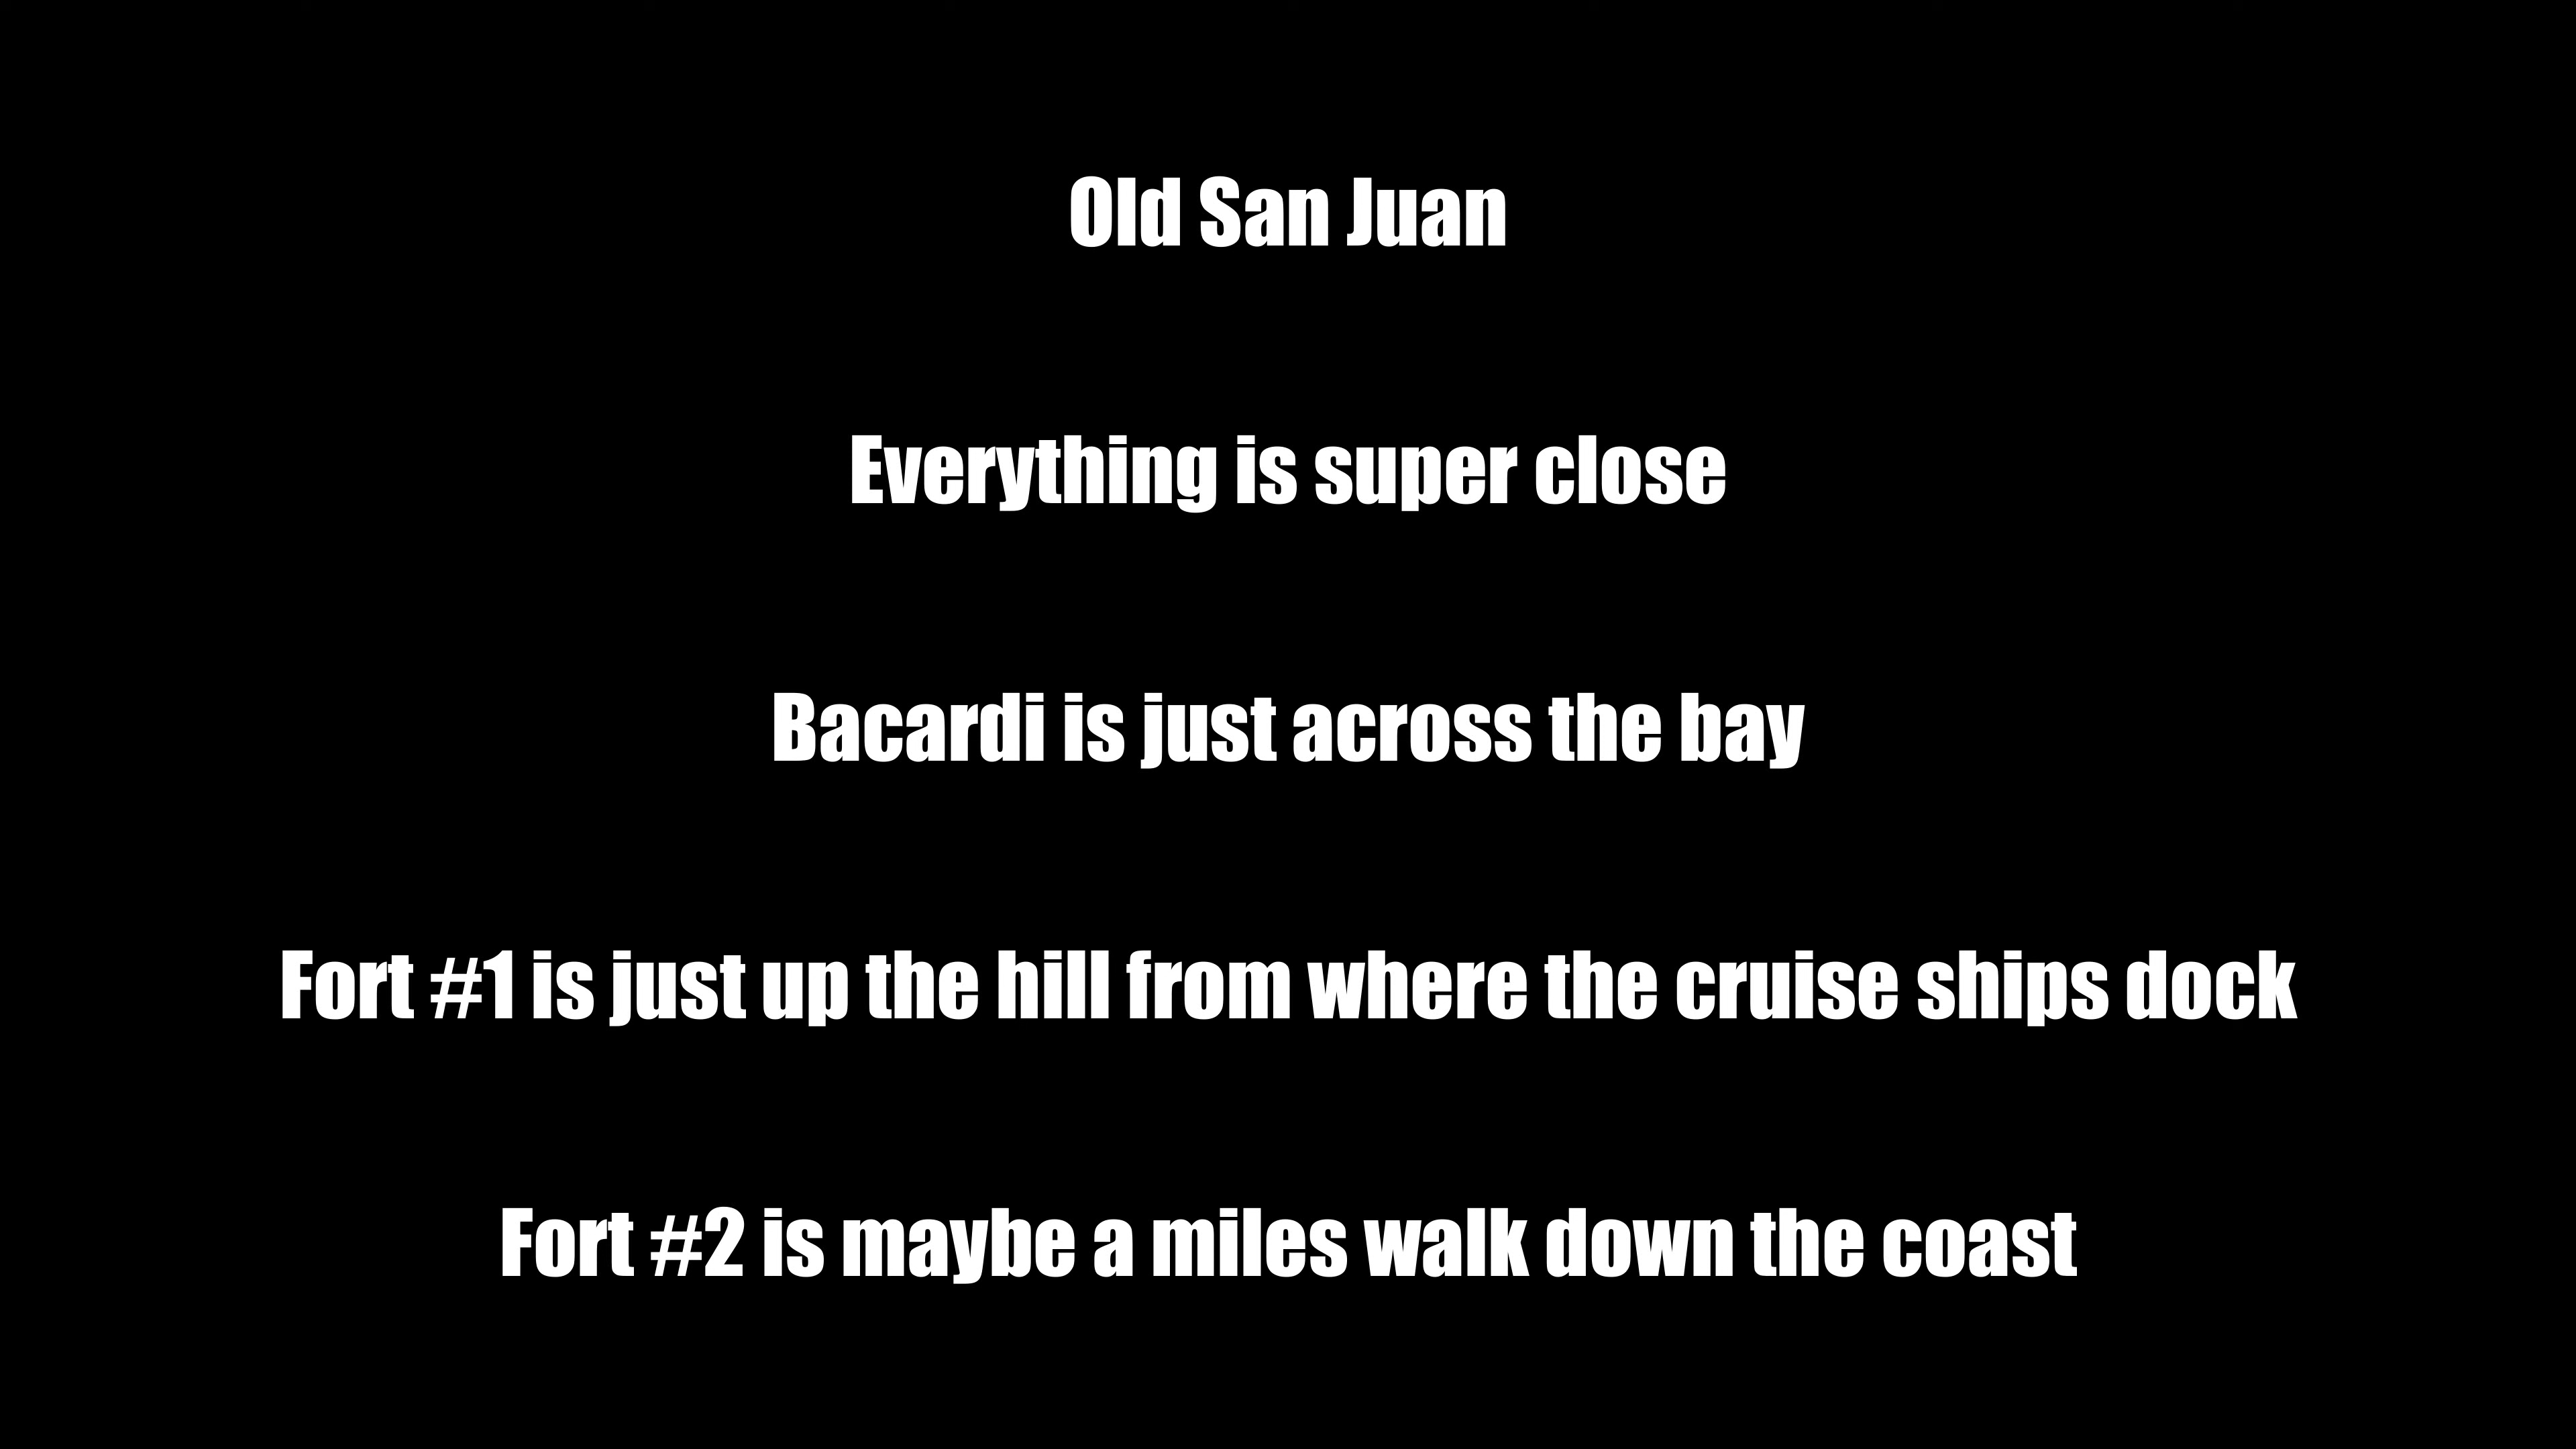 Old San Juan
Everything is super close
Bacardi is just across the bay
Fort #1 is just up the hill from where the cruise ships dock
Fort #2 is maybe a miles walk down the coast